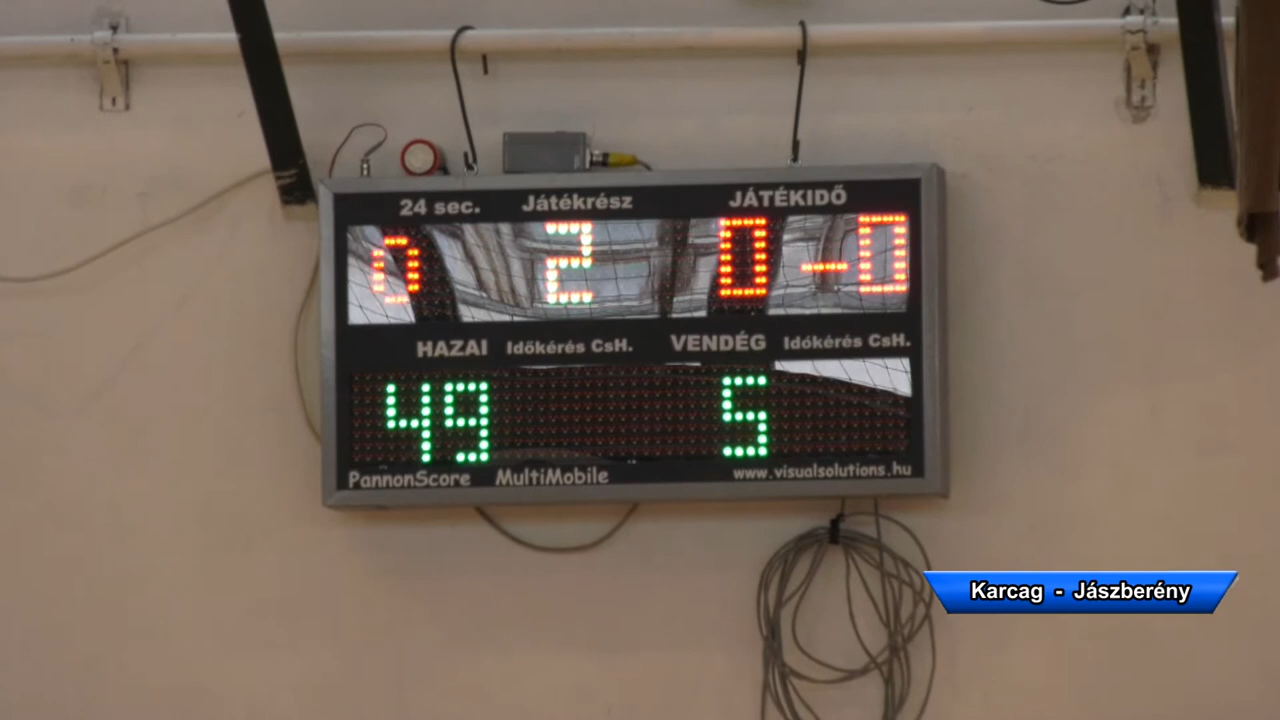 24 sec. Játékrész JÁTÉKIDŐ
0 2 0-0
HAZAI Időkérés CsH. VENDÉG Időkérés CsH.
49 5
PannonScore MultiMobile www.visualsolutions.hu
Karcag - Jászberény